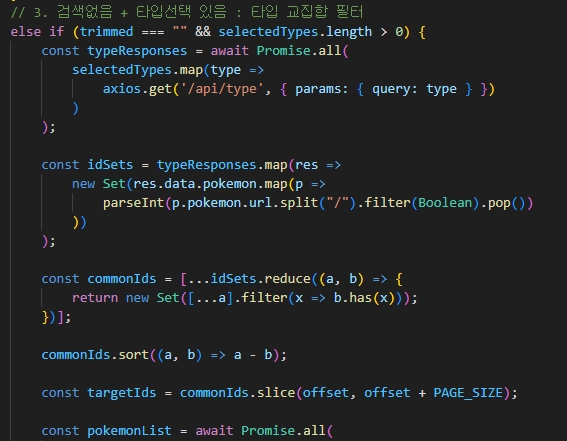 // 3. 검색없음 + 타입선택 있음 : 타입 교집합 필터
else if (trimmed === "" && selectedTypes.length > 0) {
const typeResponses = await Promise.all(
selectedTypes.map(type =>
axios.get('/api/type', { params: { query: type } })
)
);
const idSets = typeResponses.map(res =>
new Set(res.data.pokemon.map(p =>
parseInt(p.pokemon.url.split("/").filter(Boolean).pop())
))
);
const commonIds = [...idSets.reduce((a, b) => {
return new Set([...a].filter(x => b.has(x)));
})];
commonIds.sort((a, b) => a - b);
const targetIds = commonIds.slice(offset, offset + PAGE_SIZE);
const pokemonList = await Promise.all(